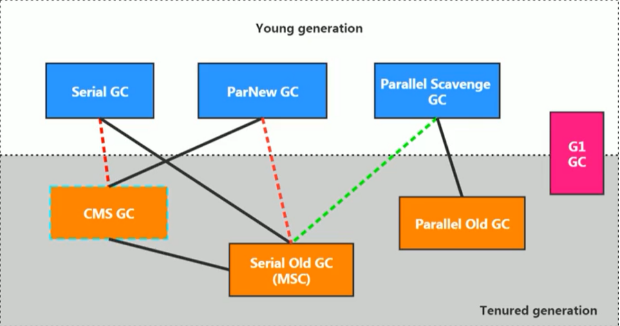 Young generation
Serial GC
ParNew GC
Parallel Scavenge
GC
G1
GC
CMS GC
Parallel Old GC
Serial Old GC
(MSC)
Tenured generation